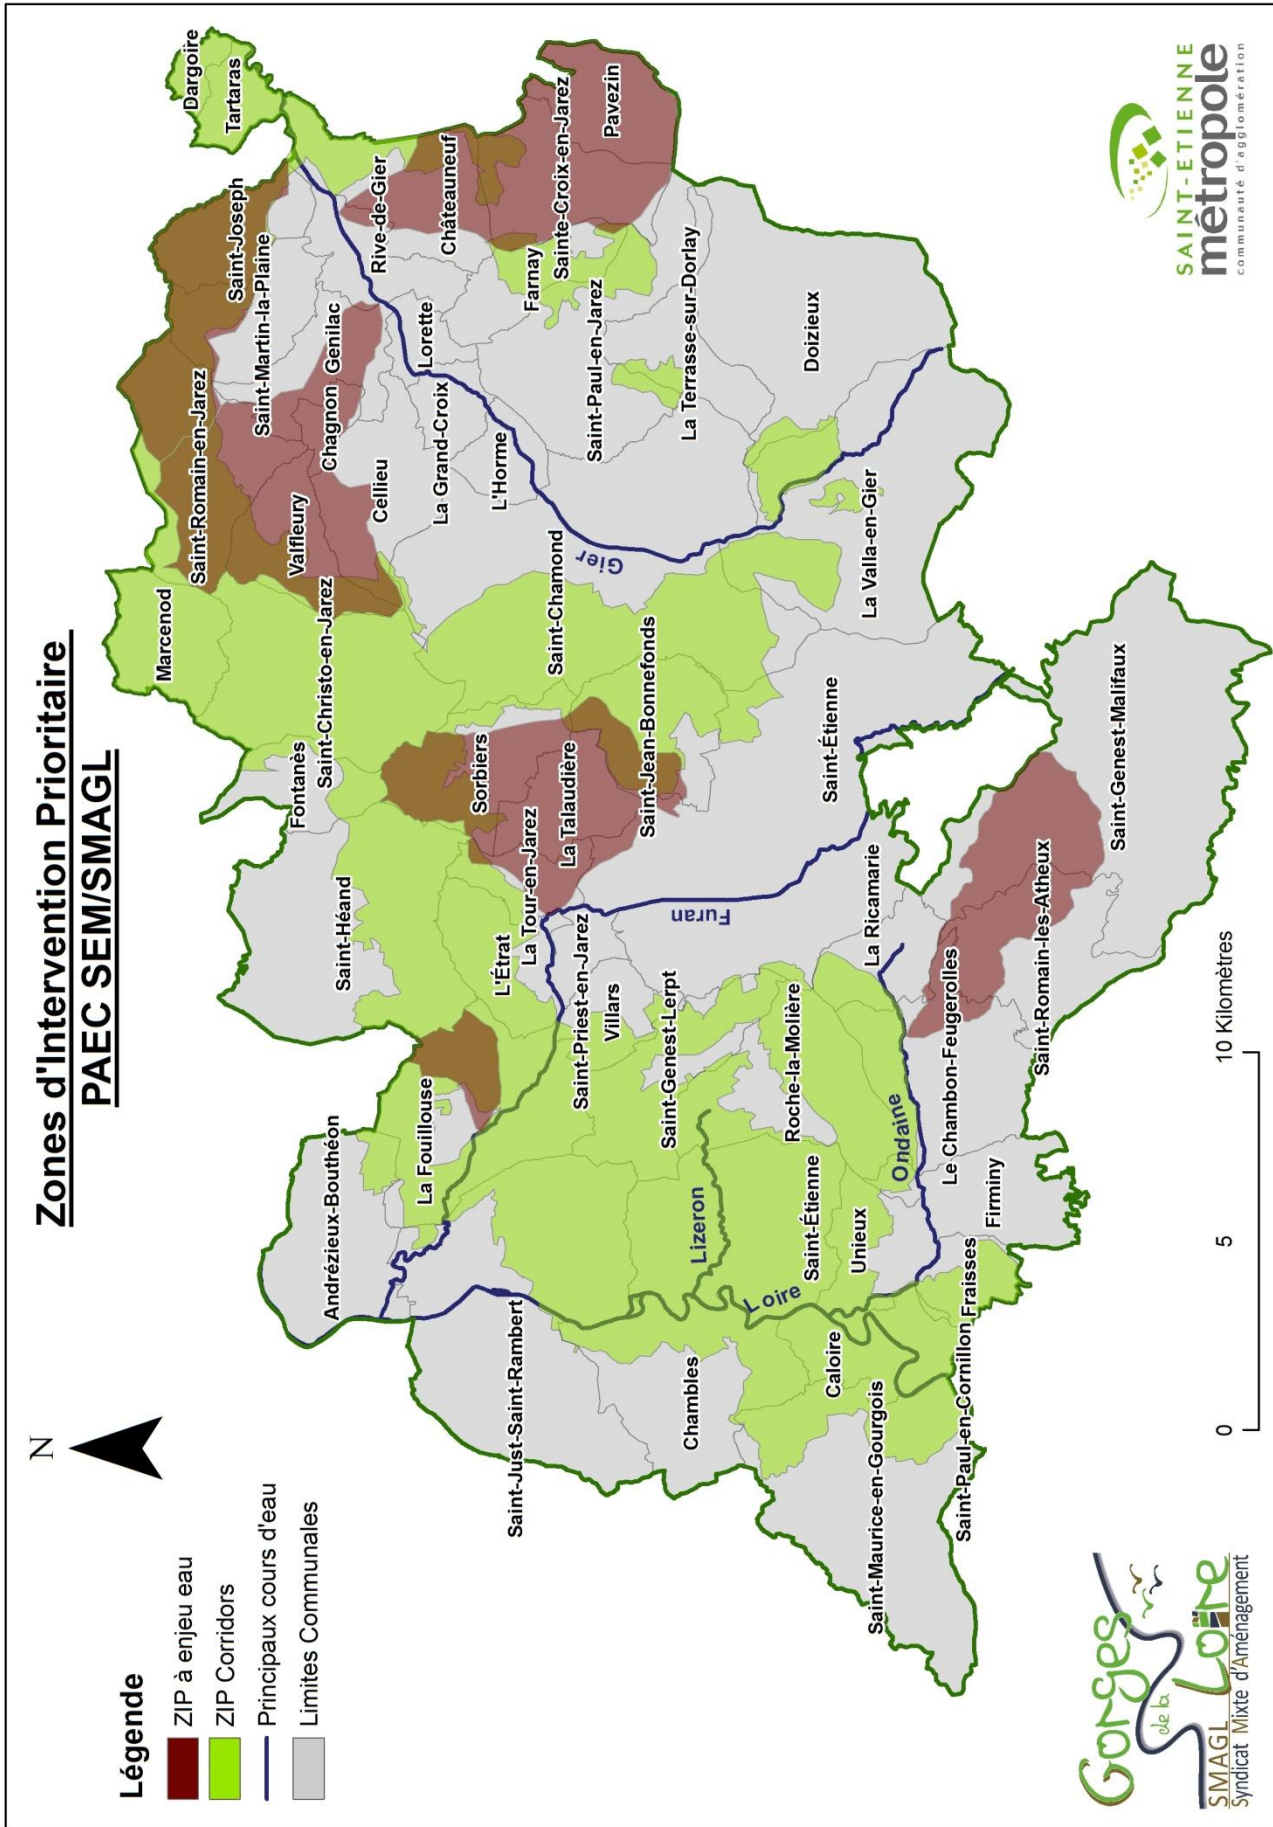 Zones d'Intervention Prioritaire
PAEC SEM/SMAGL
N
Légende
ZIP à enjeu eau
ZIP Corridors
Principaux cours d'eau
Limites Communales
Dargoire
Tartaras
Marcenod
Saint-Joseph
Saint-Romain-en-Jarez
Saint-Martin-la-Plaine
Fontanès
Valfleury
Saint-Christo-en-Jarez
Chagnon
Genilac
Andrézieux-Bouthéon
Saint-Héand
Cellieu
Rive-de-Gier
La Fouillouse
La Grand-Croix
Lorette
Châteauneuf
Sorbiers
L'Étrat
L'Horme
La Tour-en-Jarez
Farnay
Saint-Just-Saint-Rambert
La Talaudière
Saint-Chamond
Sainte-Croix-en-Jarez
Saint-Priest-en-Jarez
Gier
Villars
Saint-Paul-en-Jarez
Pavezin
Saint-Jean-Bonnefonds
Saint-Genest-Lerpt
Chambles
Lizeron
Furan
La Terrasse-sur-Dorlay
Loire
Roche-la-Molière
Saint-Étienne
Saint-Étienne
Doizieux
Caloire
Unieux
La Ricamarie
La Valla-en-Gier
Saint-Maurice-en-Gourgois
Ondaine
Le Chambon-Feugerolles
Saint-Paul-en-Cornillon
Fraisses
Firminy
Saint-Romain-les-Atheux
Saint-Genest-Malifaux
0 5 10 Kilomètres
Gorges
de la
Loire
SMAGL
Syndicat Mixte d'Aménagement
SAINT-ETIENNE
métropole
communauté d'agglomération